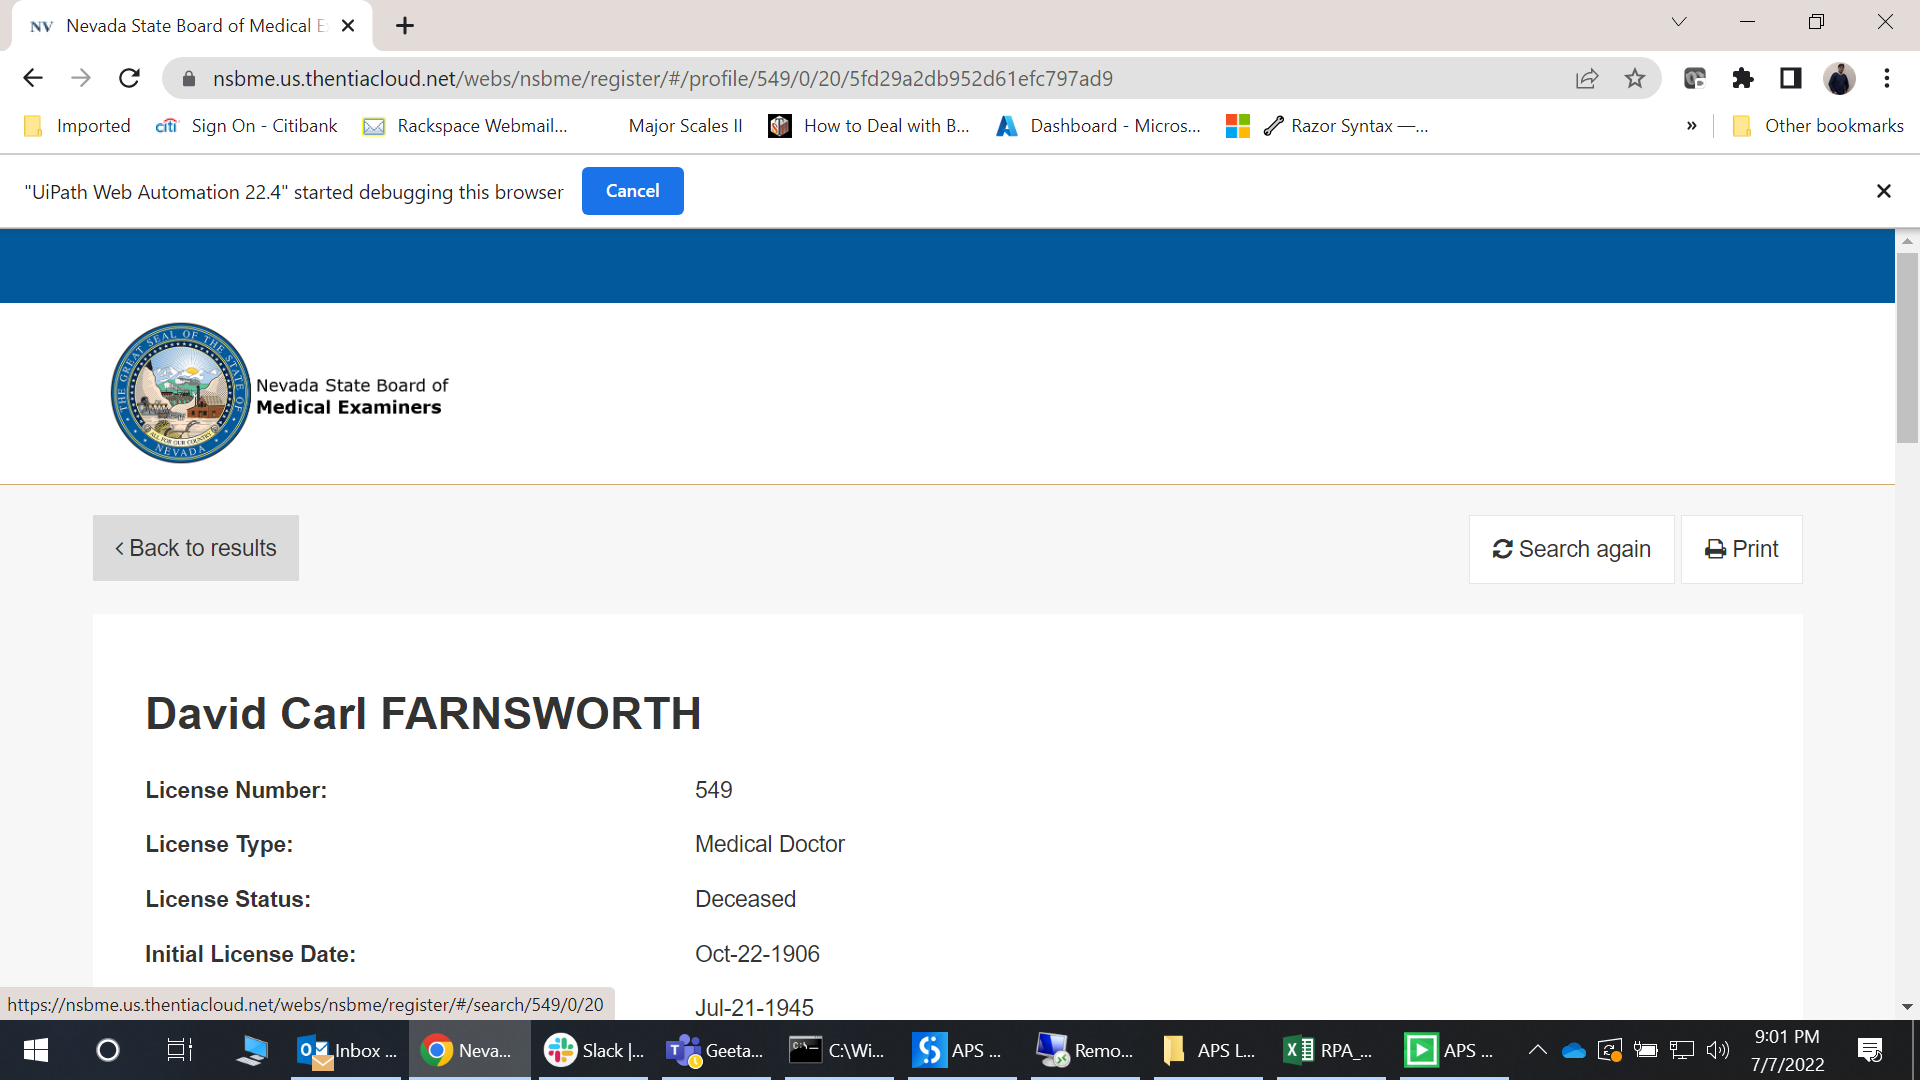 NV Nevada State Board of Medical E
nsbme.us.thentiacloud.net/webs/nsbme/register/#/profile/549/0/20/5fd29a2db952d61efc797ad9
Imported citi Sign On - Citibank Rackspace Webmail... Major Scales II How to Deal with B... Dashboard - Micros... Razor Syntax —... » Other bookmarks
"UiPath Web Automation 22.4" started debugging this browser Cancel
THE GREAT SEAL OF THE STATE OF
NEVADA
ALL FOR OUR COUNTRY
Nevada State Board of
Medical Examiners
Back to results Search again Print
David Carl FARNSWORTH
License Number: 549
License Type: Medical Doctor
License Status: Deceased
Initial License Date: Oct-22-1906
https://nsbme.us.thentiacloud.net/webs/nsbme/register/#/search/549/0/20 Jul-21-1945
Inbox ... Neva... Slack |... Geeta... C:\Wi... APS ... Remo... APS L... RPA_... APS ... 9:01 PM
7/7/2022